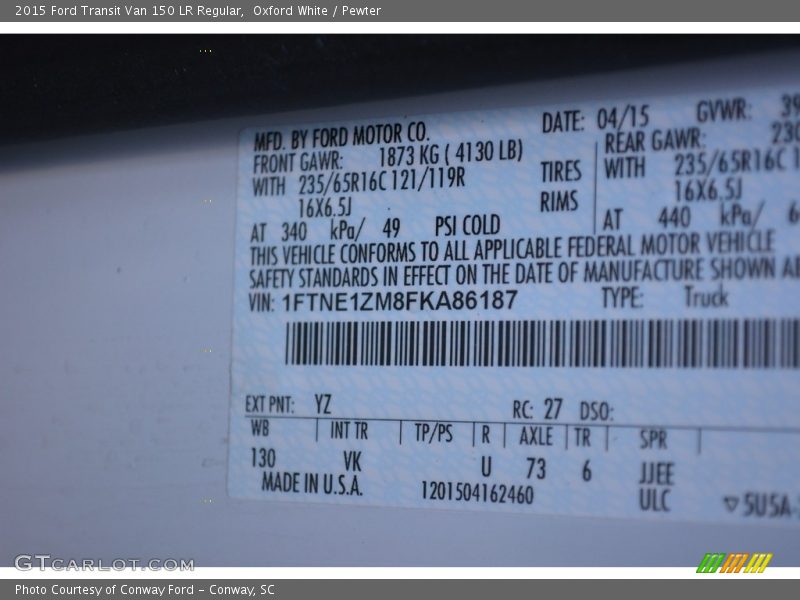 2015 Ford Transit Van 150 LR Regular,  Oxford White / Pewter
MFD. BY FORD MOTOR CO. DATE: 04/15 GVWR:
FRONT GAWR: 1873 KG ( 4130 LB) REAR GAWR:
WITH 235/65R16C 121/119R TIRES WITH 235/65R16C
16X6.5J RIMS 16X6.5J
AT 340 kPa/ 49 PSI COLD AT 440 kPa/
THIS VEHICLE CONFORMS TO ALL APPLICABLE FEDERAL MOTOR VEHICLE
SAFETY STANDARDS IN EFFECT ON THE DATE OF MANUFACTURE SHOWN
VIN: 1FTNE1ZM8FKA86187 TYPE: Truck
EXT PNT: YZ RC: 27 DSO:
WB INT TR TP/PS R AXLE TR SPR
130 VK U 73 6 JJEE
MADE IN U.S.A. 1201504162460 ULC ▽5U5A-
GTCARLOT.COM
Photo Courtesy of Conway Ford - Conway, SC